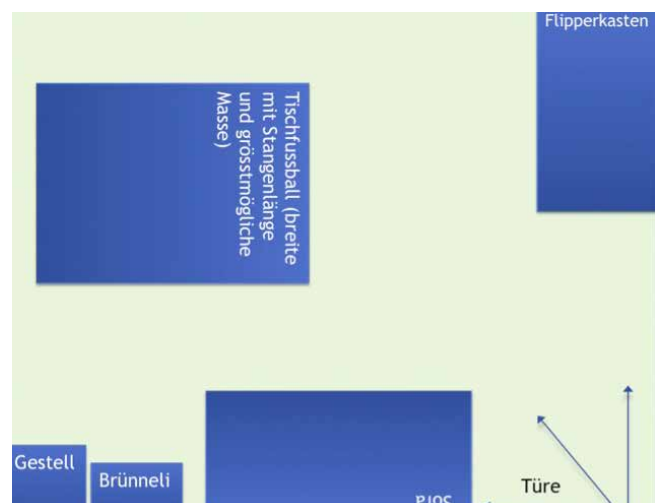 Flipperkasten
Tischfussball (breite
mit Stangenlänge
und grösstmögliche
Masse)
Gestell
Brünneli
Türe